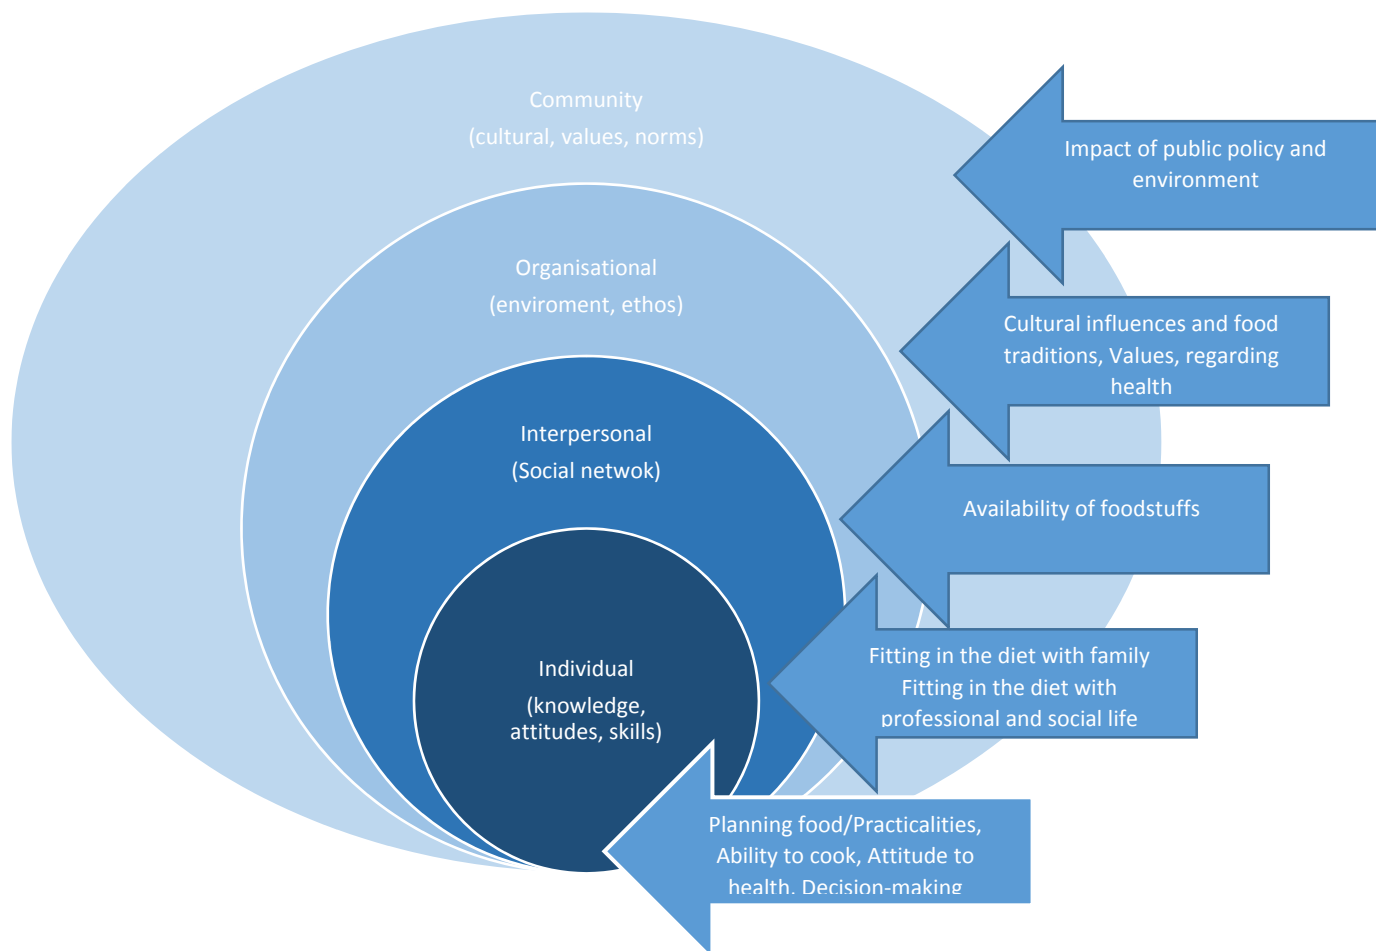 Community
(cultural, values, norms)
Impact of public policy and
environment
Organisational
(enviroment, ethos)
Cultural influences and food
traditions, Values, regarding
health
Interpersonal
(Social netwok)
Availability of foodstuffs
Individual
(knowledge,
attitudes, skills)
Fitting in the diet with family
Fitting in the diet with
professional and social life
Planning food/Practicalities,
Ability to cook, Attitude to
health, Decision-making